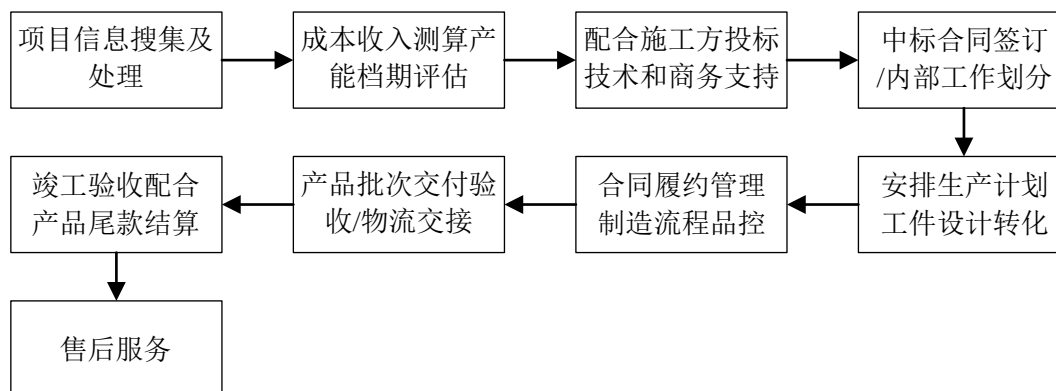 项目信息搜集及
处理
成本收入测算产
能档期评估
配合施工方投标
技术和商务支持
中标合同签订
/内部工作划分
安排生产计划
工件设计转化
合同履约管理
制造流程品控
产品批次交付验
收/物流交接
竣工验收配合
产品尾款结算
售后服务